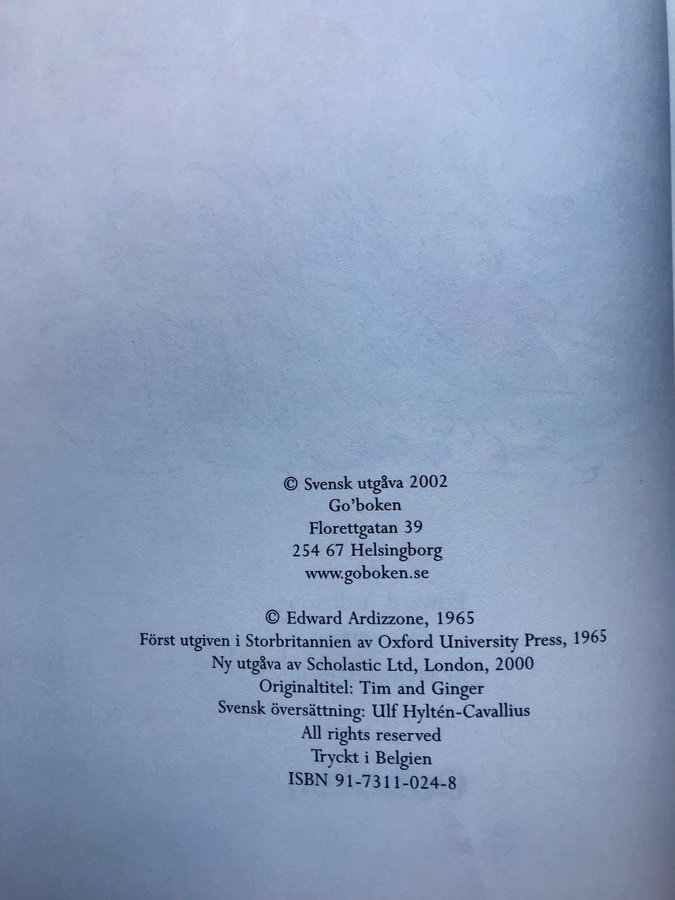 © Svensk utgåva 2002
Go’boken
Florettgatan 39
254 67 Helsingborg
www.goboken.se
© Edward Ardizzone, 1965
Först utgiven i Storbritannien av Oxford University Press, 1965
Ny utgåva av Scholastic Ltd, London, 2000
Originaltitel: Tim and Ginger
Svensk översättning: Ulf Hyltén-Cavallius
All rights reserved
Tryckt i Belgien
ISBN 91-7311-024-8